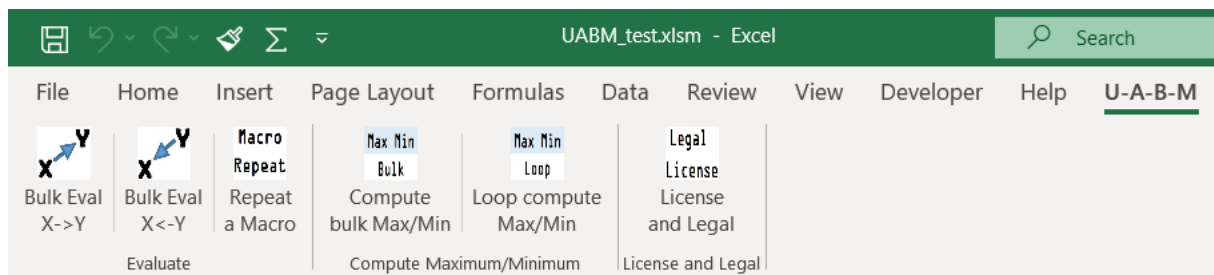 UABM_test.xlsm - Excel
Search
File Home Insert Page Layout Formulas Data Review View Developer Help U-A-B-M
X Y
Bulk Eval
X->Y
X Y
Bulk Eval
X<-Y
Macro
Repeat
Repeat
a Macro
Evaluate
Max Min
Bulk
Compute
bulk Max/Min
Max Min
Loop
Loop compute
Max/Min
Compute Maximum/Minimum
Legal
License
License
and Legal
License and Legal